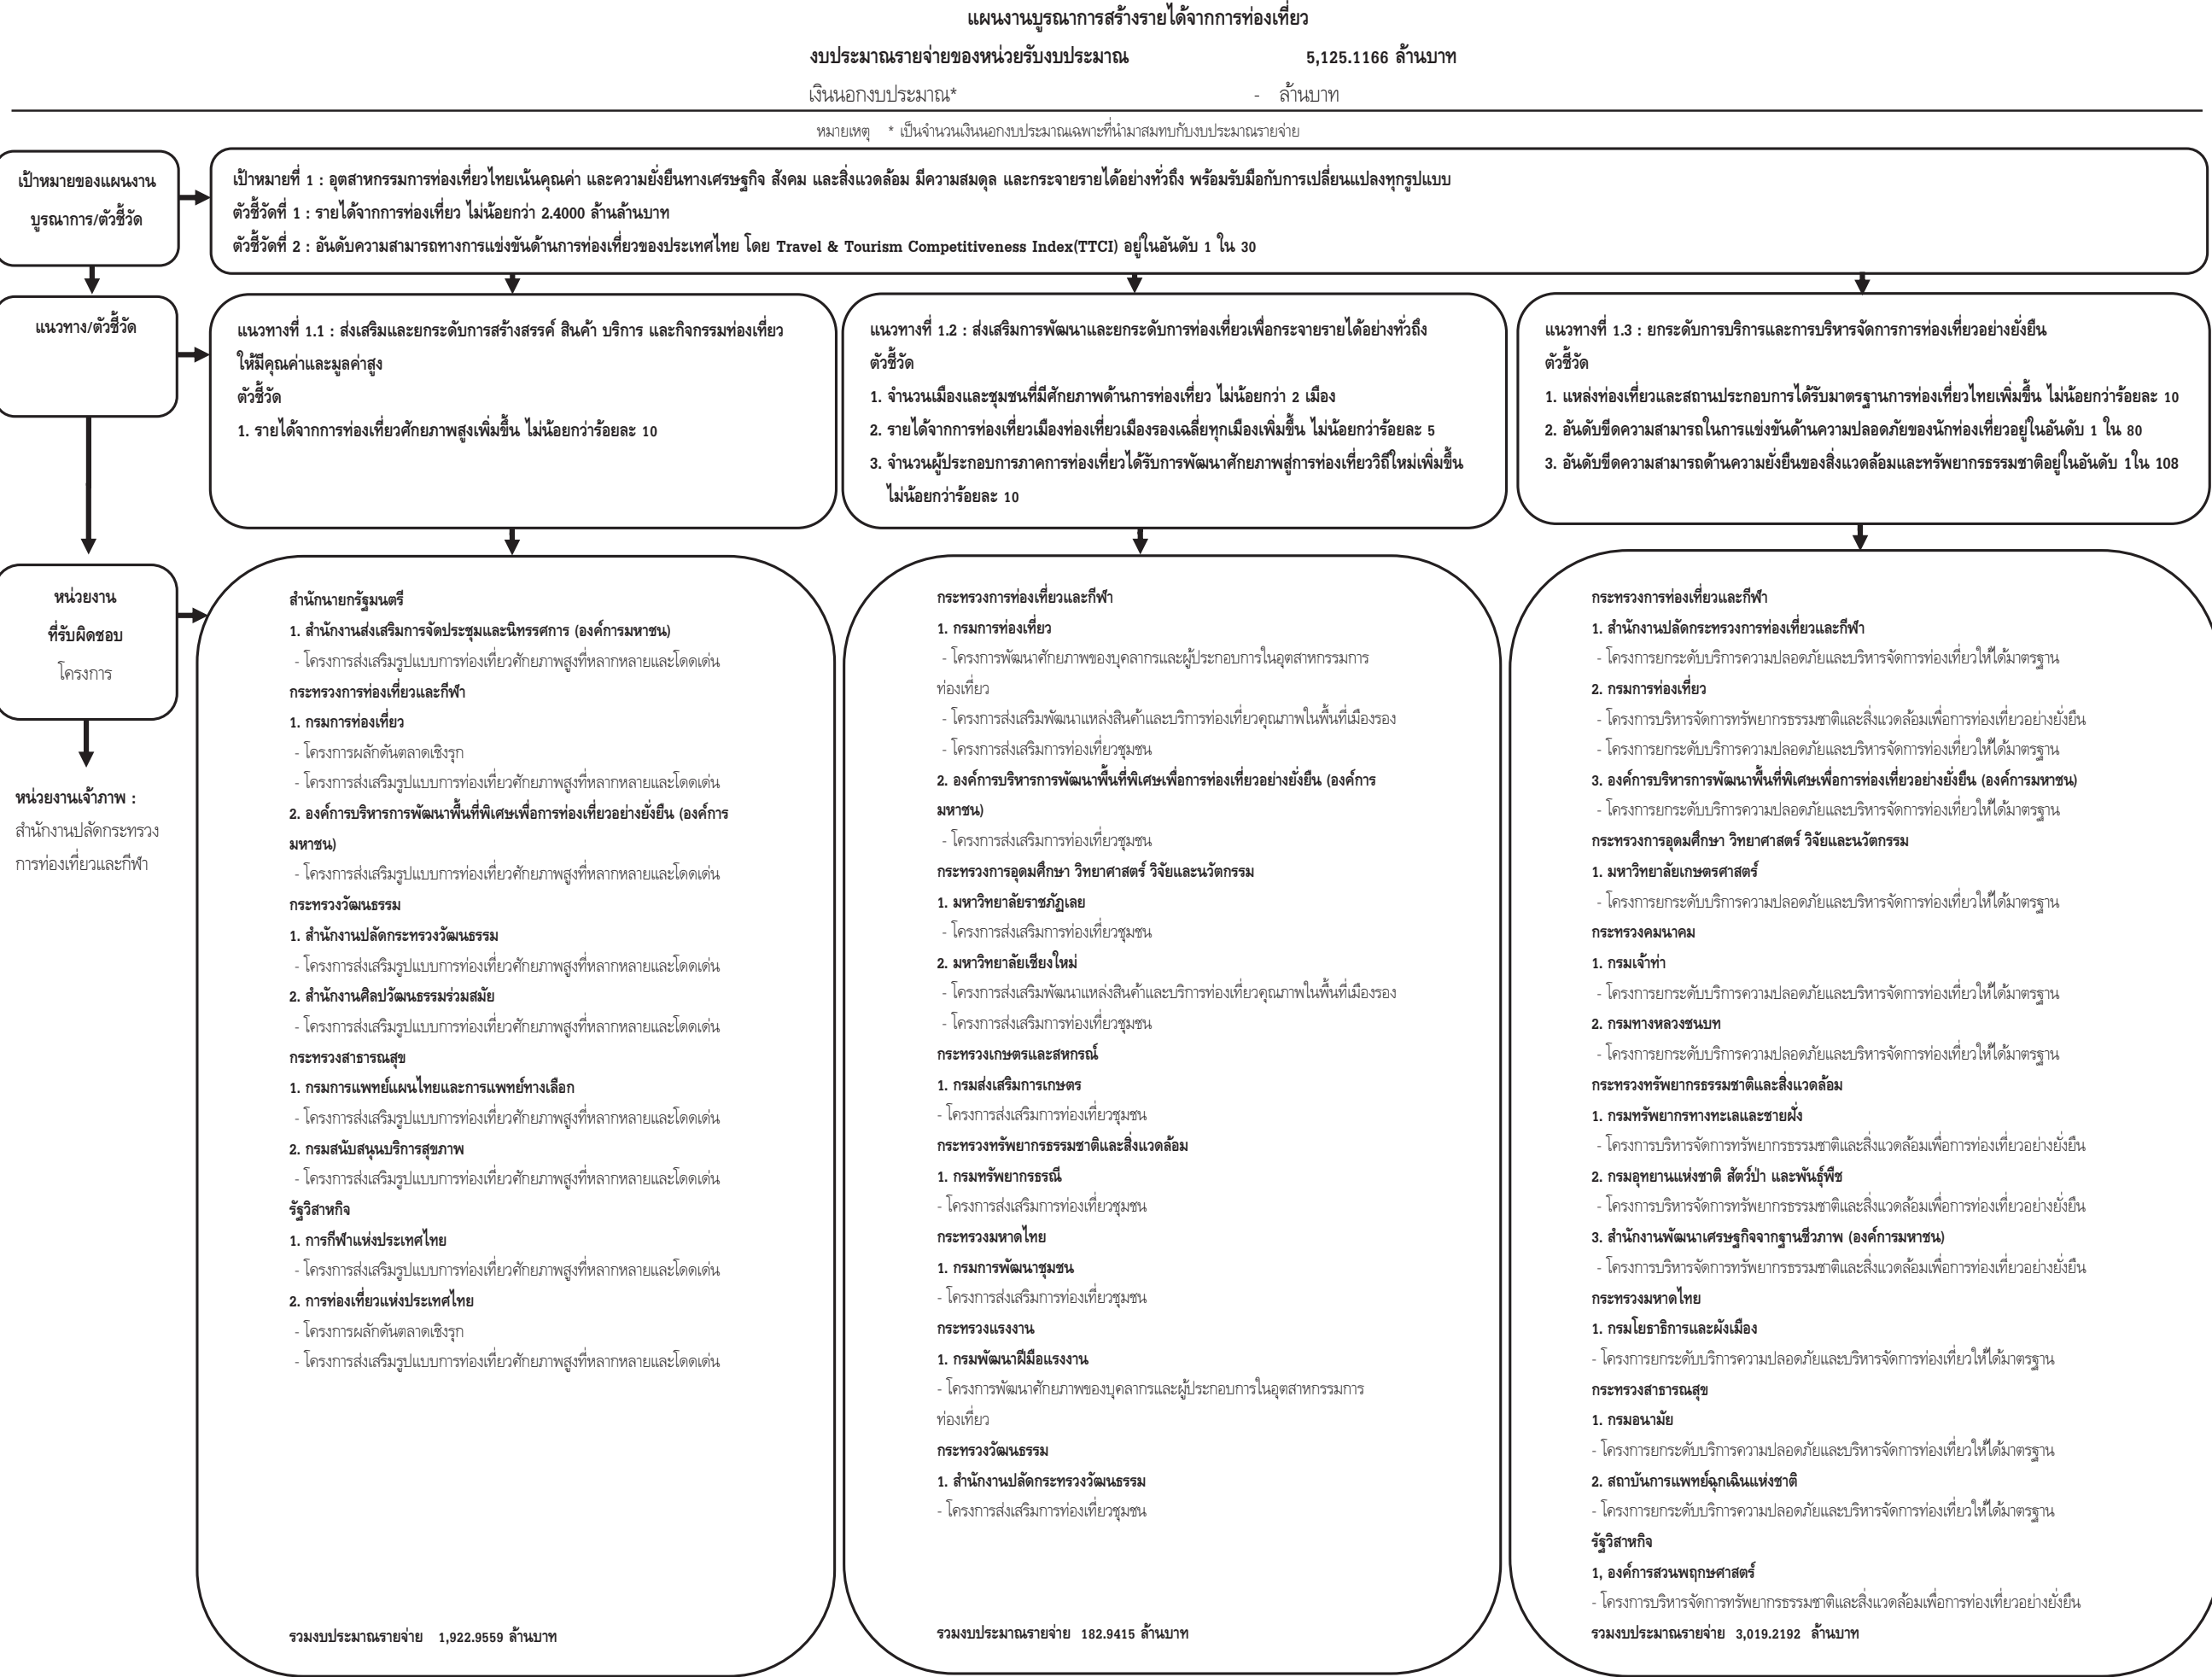 แผนงานบูรณาการสร้างรายได้จากการท่องเที่ยว
งบประมาณรายจ่ายของหน่วยรับงบประมาณ 5,125.1166 ล้านบาท
เงินนอกงบประมาณ* - ล้านบาท
หมายเหตุ * เป็นจำนวนเงินนอกงบประมาณเฉพาะที่นำมาสมทบกับงบประมาณรายจ่าย
เป้าหมายของแผนงาน
บูรณาการ/ตัวชี้วัด
เป้าหมายที่ 1 : อุตสาหกรรมการท่องเที่ยวไทยเน้นคุณค่า และความยั่งยืนทางเศรษฐกิจ สังคม และสิ่งแวดล้อม มีความสมดุล และกระจายรายได้อย่างทั่วถึง พร้อมรับมือกับการเปลี่ยนแปลงทุกรูปแบบ
ตัวชี้วัดที่ 1 : รายได้จากการท่องเที่ยว ไม่น้อยกว่า 2.4000 ล้านล้านบาท
ตัวชี้วัดที่ 2 : อันดับความสามารถทางการแข่งขันด้านการท่องเที่ยวของประเทศไทย โดย Travel & Tourism Competitiveness Index(TTCI) อยู่ในอันดับ 1 ใน 30
แนวทาง/ตัวชี้วัด
แนวทางที่ 1.1 : ส่งเสริมและยกระดับการสร้างสรรค์ สินค้า บริการ และกิจกรรมท่องเที่ยว
ให้มีคุณค่าและมูลค่าสูง
ตัวชี้วัด
1. รายได้จากการท่องเที่ยวศักยภาพสูงเพิ่มขึ้น ไม่น้อยกว่าร้อยละ 10
แนวทางที่ 1.2 : ส่งเสริมการพัฒนาและยกระดับการท่องเที่ยวเพื่อกระจายรายได้อย่างทั่วถึง
ตัวชี้วัด
1. จำนวนเมืองและชุมชนที่มีศักยภาพด้านการท่องเที่ยว ไม่น้อยกว่า 2 เมือง
2. รายได้จากการท่องเที่ยวเมืองท่องเที่ยวเมืองรองเฉลี่ยทุกเมืองเพิ่มขึ้น ไม่น้อยกว่าร้อยละ 5
3. จำนวนผู้ประกอบการภาคการท่องเที่ยวได้รับการพัฒนาศักยภาพสู่การท่องเที่ยววิถีใหม่เพิ่มขึ้น
ไม่น้อยกว่าร้อยละ 10
แนวทางที่ 1.3 : ยกระดับการบริการและการบริหารจัดการการท่องเที่ยวอย่างยั่งยืน
ตัวชี้วัด
1. แหล่งท่องเที่ยวและสถานประกอบการได้รับมาตรฐานการท่องเที่ยวไทยเพิ่มขึ้น ไม่น้อยกว่าร้อยละ 10
2. อันดับขีดความสามารถในการแข่งขันด้านความปลอดภัยของนักท่องเที่ยวอยู่ในอันดับ 1 ใน 80
3. อันดับขีดความสามารถด้านความยั่งยืนของสิ่งแวดล้อมและทรัพยากรธรรมชาติอยู่ในอันดับ 1ใน 108
หน่วยงาน
ที่รับผิดชอบ
โครงการ
หน่วยงานเจ้าภาพ :
สำนักงานปลัดกระทรวง
การท่องเที่ยวและกีฬา
สำนักนายกรัฐมนตรี
1. สำนักงานส่งเสริมการจัดประชุมและนิทรรศการ (องค์การมหาชน)
- โครงการส่งเสริมรูปแบบการท่องเที่ยวศักยภาพสูงที่หลากหลายและโดดเด่น
กระทรวงการท่องเที่ยวและกีฬา
1. กรมการท่องเที่ยว
- โครงการผลักดันตลาดเชิงรุก
- โครงการส่งเสริมรูปแบบการท่องเที่ยวศักยภาพสูงที่หลากหลายและโดดเด่น
2. องค์การบริหารการพัฒนาพื้นที่พิเศษเพื่อการท่องเที่ยวอย่างยั่งยืน (องค์การ
มหาชน)
- โครงการส่งเสริมรูปแบบการท่องเที่ยวศักยภาพสูงที่หลากหลายและโดดเด่น
กระทรวงวัฒนธรรม
1. สำนักงานปลัดกระทรวงวัฒนธรรม
- โครงการส่งเสริมรูปแบบการท่องเที่ยวศักยภาพสูงที่หลากหลายและโดดเด่น
2. สำนักงานศิลปวัฒนธรรมร่วมสมัย
- โครงการส่งเสริมรูปแบบการท่องเที่ยวศักยภาพสูงที่หลากหลายและโดดเด่น
กระทรวงสาธารณสุข
1. กรมการแพทย์แผนไทยและการแพทย์ทางเลือก
- โครงการส่งเสริมรูปแบบการท่องเที่ยวศักยภาพสูงที่หลากหลายและโดดเด่น
2. กรมสนับสนุนบริการสุขภาพ
- โครงการส่งเสริมรูปแบบการท่องเที่ยวศักยภาพสูงที่หลากหลายและโดดเด่น
รัฐวิสาหกิจ
1. การกีฬาแห่งประเทศไทย
- โครงการส่งเสริมรูปแบบการท่องเที่ยวศักยภาพสูงที่หลากหลายและโดดเด่น
2. การท่องเที่ยวแห่งประเทศไทย
- โครงการผลักดันตลาดเชิงรุก
- โครงการส่งเสริมรูปแบบการท่องเที่ยวศักยภาพสูงที่หลากหลายและโดดเด่น
รวมงบประมาณรายจ่าย 1,922.9559 ล้านบาท
กระทรวงการท่องเที่ยวและกีฬา
1. กรมการท่องเที่ยว
- โครงการพัฒนาศักยภาพของบุคลากรและผู้ประกอบการในอุตสาหกรรมการ
ท่องเที่ยว
- โครงการส่งเสริมพัฒนาแหล่งสินค้าและบริการท่องเที่ยวคุณภาพในพื้นที่เมืองรอง
- โครงการส่งเสริมการท่องเที่ยวชุมชน
2. องค์การบริหารการพัฒนาพื้นที่พิเศษเพื่อการท่องเที่ยวอย่างยั่งยืน (องค์การ
มหาชน)
- โครงการส่งเสริมการท่องเที่ยวชุมชน
กระทรวงการอุดมศึกษา วิทยาศาสตร์ วิจัยและนวัตกรรม
1. มหาวิทยาลัยราชภัฏเลย
- โครงการส่งเสริมการท่องเที่ยวชุมชน
2. มหาวิทยาลัยเชียงใหม่
- โครงการส่งเสริมพัฒนาแหล่งสินค้าและบริการท่องเที่ยวคุณภาพในพื้นที่เมืองรอง
- โครงการส่งเสริมการท่องเที่ยวชุมชน
กระทรวงเกษตรและสหกรณ์
1. กรมส่งเสริมการเกษตร
- โครงการส่งเสริมการท่องเที่ยวชุมชน
กระทรวงทรัพยากรธรรมชาติและสิ่งแวดล้อม
1. กรมทรัพยากรธรณี
- โครงการส่งเสริมการท่องเที่ยวชุมชน
กระทรวงมหาดไทย
1. กรมการพัฒนาชุมชน
- โครงการส่งเสริมการท่องเที่ยวชุมชน
กระทรวงแรงงาน
1. กรมพัฒนาฝีมือแรงงาน
- โครงการพัฒนาศักยภาพของบุคลากรและผู้ประกอบการในอุตสาหกรรมการ
ท่องเที่ยว
กระทรวงวัฒนธรรม
1. สำนักงานปลัดกระทรวงวัฒนธรรม
- โครงการส่งเสริมการท่องเที่ยวชุมชน
รวมงบประมาณรายจ่าย 182.9415 ล้านบาท
กระทรวงการท่องเที่ยวและกีฬา
1. สำนักงานปลัดกระทรวงการท่องเที่ยวและกีฬา
- โครงการยกระดับบริการความปลอดภัยและบริหารจัดการท่องเที่ยวให้ได้มาตรฐาน
2. กรมการท่องเที่ยว
- โครงการบริหารจัดการทรัพยากรธรรมชาติและสิ่งแวดล้อมเพื่อการท่องเที่ยวอย่างยั่งยืน
- โครงการยกระดับบริการความปลอดภัยและบริหารจัดการท่องเที่ยวให้ได้มาตรฐาน
3. องค์การบริหารการพัฒนาพื้นที่พิเศษเพื่อการท่องเที่ยวอย่างยั่งยืน (องค์การมหาชน)
- โครงการยกระดับบริการความปลอดภัยและบริหารจัดการท่องเที่ยวให้ได้มาตรฐาน
กระทรวงการอุดมศึกษา วิทยาศาสตร์ วิจัยและนวัตกรรม
1. มหาวิทยาลัยเกษตรศาสตร์
- โครงการยกระดับบริการความปลอดภัยและบริหารจัดการท่องเที่ยวให้ได้มาตรฐาน
กระทรวงคมนาคม
1. กรมเจ้าท่า
- โครงการยกระดับบริการความปลอดภัยและบริหารจัดการท่องเที่ยวให้ได้มาตรฐาน
2. กรมทางหลวงชนบท
- โครงการยกระดับบริการความปลอดภัยและบริหารจัดการท่องเที่ยวให้ได้มาตรฐาน
กระทรวงทรัพยากรธรรมชาติและสิ่งแวดล้อม
1. กรมทรัพยากรทางทะเลและชายฝั่ง
- โครงการบริหารจัดการทรัพยากรธรรมชาติและสิ่งแวดล้อมเพื่อการท่องเที่ยวอย่างยั่งยืน
2. กรมอุทยานแห่งชาติ สัตว์ป่า และพันธุ์พืช
- โครงการบริหารจัดการทรัพยากรธรรมชาติและสิ่งแวดล้อมเพื่อการท่องเที่ยวอย่างยั่งยืน
3. สำนักงานพัฒนาเศรษฐกิจจากฐานชีวภาพ (องค์การมหาชน)
- โครงการบริหารจัดการทรัพยากรธรรมชาติและสิ่งแวดล้อมเพื่อการท่องเที่ยวอย่างยั่งยืน
กระทรวงมหาดไทย
1. กรมโยธาธิการและผังเมือง
- โครงการยกระดับบริการความปลอดภัยและบริหารจัดการท่องเที่ยวให้ได้มาตรฐาน
กระทรวงสาธารณสุข
1. กรมอนามัย
- โครงการยกระดับบริการความปลอดภัยและบริหารจัดการท่องเที่ยวให้ได้มาตรฐาน
2. สถาบันการแพทย์ฉุกเฉินแห่งชาติ
- โครงการยกระดับบริการความปลอดภัยและบริหารจัดการท่องเที่ยวให้ได้มาตรฐาน
รัฐวิสาหกิจ
1, องค์การสวนพฤกษศาสตร์
- โครงการบริหารจัดการทรัพยากรธรรมชาติและสิ่งแวดล้อมเพื่อการท่องเที่ยวอย่างยั่งยืน
รวมงบประมาณรายจ่าย 3,019.2192 ล้านบาท